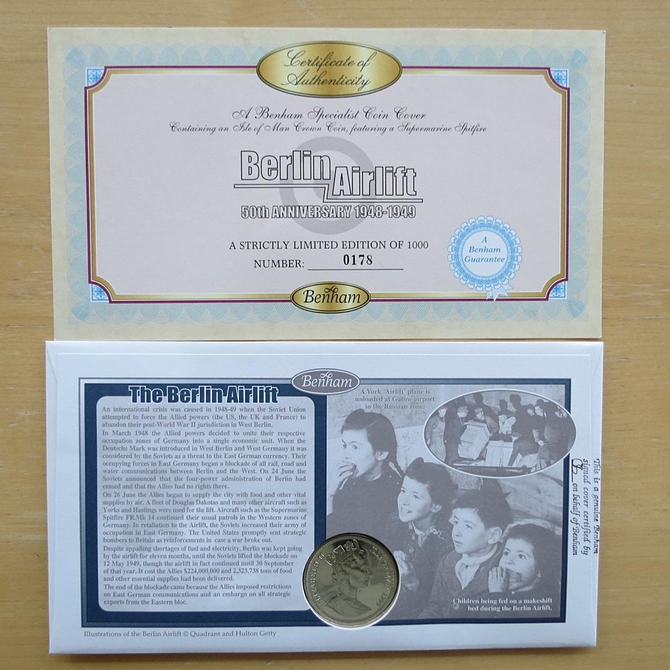 Certificate of
Authenticity
A Benham Specialist Coin Cover
Containing an Isle of Man Crown Coin, featuring a Supermarine Spitfire
Berlin
Airlift
50th ANNIVERSARY 1948-1949
A STRICTLY LIMITED EDITION OF 1000
NUMBER: 0178
A
Benham
Guarantee
Benham
Benham
The Berlin Airlift
An international crisis was caused in 1948-49 when the Soviet Union
attempted to force the Allied powers (the US, the UK and France) to
abandon their post-World War II jurisdiction in West Berlin.
In March 1948 the Allied powers decided to unite their respective
occupation zones of Germany into a single economic unit. When the
Deutsche Mark was introduced in West Berlin and West Germany it was
considered by the Soviets as a threat to the East German currency. Their
occupying forces in East Germany began a blockade of all rail, road and
water communications between Berlin and the West. On 24 June the
Soviets announced that the four-power administration of Berlin had
ceased and that the Allies had no rights there.
On 26 June the Allies began to supply the city with food and other vital
supplies by air. A fleet of Douglas Dakotas and many other aircraft such as
Yorks and Hastings were used for the lift. Aircraft such as the Supermarine
Spitfire FR.Mk 14 continued their usual patrols in the Western zones of
Germany. In retaliation to the Airlift, the Soviets increased their army of
occupation in East Germany. The United States promptly sent strategic
bombers to Britain as reinforcements in case a war broke out.
Despite appalling shortages of fuel and electricity, Berlin was kept going
by the airlift for eleven months, until the Soviets lifted the blockade on
12 May 1949, though the airlift in fact continued until 30 September
of that year. It cost the Allies $224,000,000 and 2,323,738 tons of food
and other essential supplies had been delivered.
The end of the blockade came because the Allies imposed restrictions
on East German communications and an embargo on all strategic
exports from the Eastern bloc.
A York 'Airlift' plane is
unloaded at Gatow airport
in the Russian zone.
Children being fed on a makeshift
bed during the Berlin Airlift.
This is a genuine Benham
signed cover certified by
on behalf of Benham
Illustrations of the Berlin Airlift © Quadrant and Hulton Getty